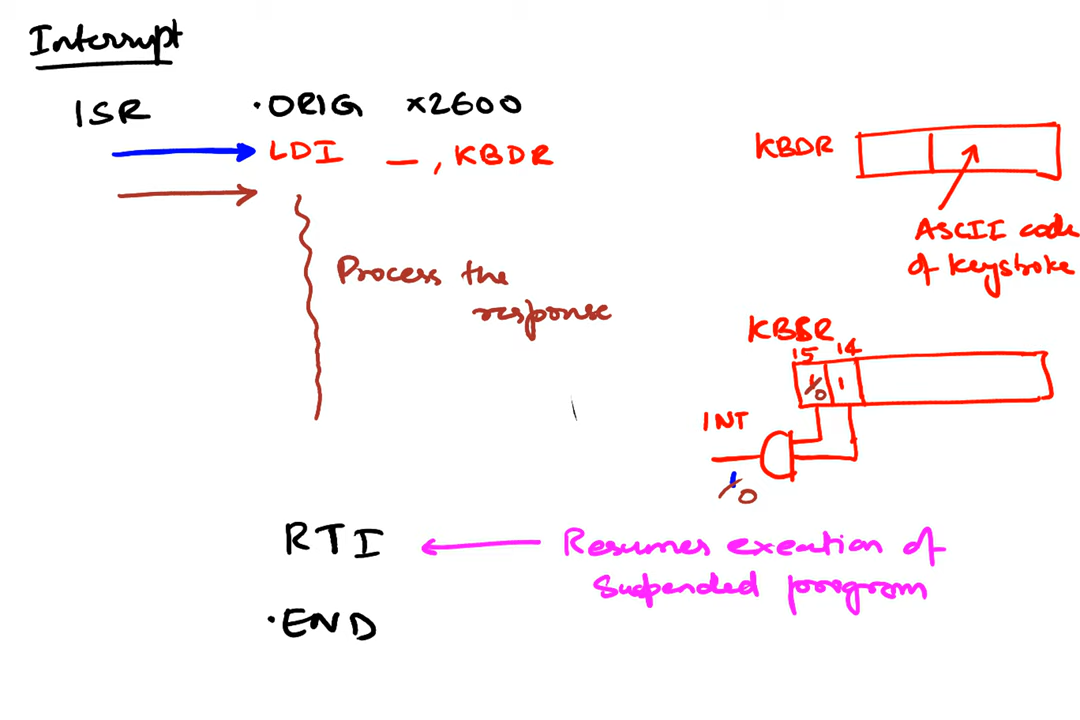 Interrupt
ISR .ORIG x2600
LDI _, KBDR
KBDR
ASCII code
of keystroke
Process the
response
KBSR
15 14
1 0 1
INT
1 0
RTI ← Resumes execution of
suspended program
.END